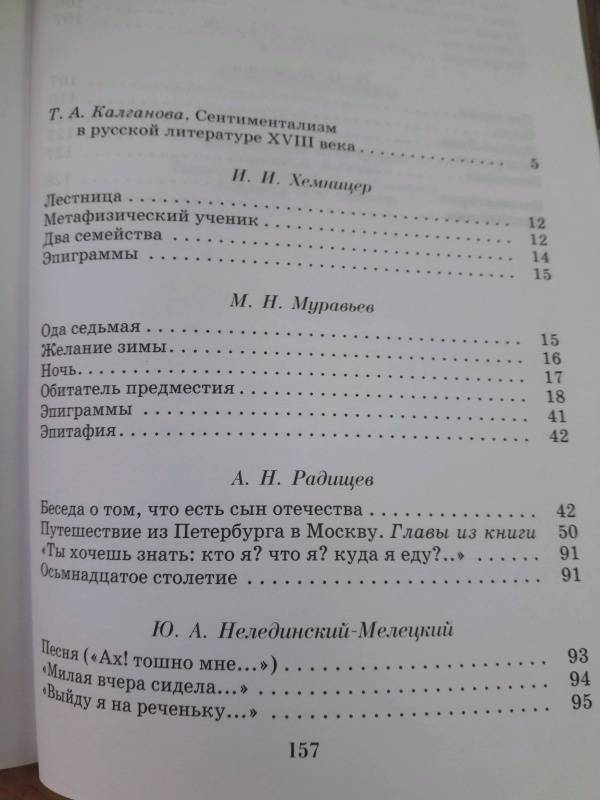 Т. А. Калганова. Сентиментализм
в русской литературе XVIII века . . . . . . . . . . . . . . . . . 5
И. И. Хемницер
Лестница . . . . . . . . . . . . . . . . . . . . . . . . . . . . . . . . . . 12
Метафизический ученик . . . . . . . . . . . . . . . . . . . . . . 12
Два семейства . . . . . . . . . . . . . . . . . . . . . . . . . . . . . . 14
Эпиграммы . . . . . . . . . . . . . . . . . . . . . . . . . . . . . . . . 15
М. Н. Муравьев
Ода седьмая . . . . . . . . . . . . . . . . . . . . . . . . . . . . . . . 15
Желание зимы . . . . . . . . . . . . . . . . . . . . . . . . . . . . . 16
Ночь. . . . . . . . . . . . . . . . . . . . . . . . . . . . . . . . . . . . . 17
Обитатель предместия . . . . . . . . . . . . . . . . . . . . . . . 18
Эпиграммы . . . . . . . . . . . . . . . . . . . . . . . . . . . . . . . . 41
Эпитафия . . . . . . . . . . . . . . . . . . . . . . . . . . . . . . . . . 42
А. Н. Радищев
Беседа о том, что есть сын отечества . . . . . . . . . . . . . 42
Путешествие из Петербурга в Москву. Главы из книги 50
«Ты хочешь знать: кто я? что я? куда я еду?..» . . . . . . 91
Осьмнадцатое столетие . . . . . . . . . . . . . . . . . . . . . . 91
Ю. А. Нелединский-Мелецкий
Песня («Ах! тошно мне...») . . . . . . . . . . . . . . . . . . . . 93
«Милая вчера сидела...» . . . . . . . . . . . . . . . . . . . . . . 94
«Выйду я на реченьку...» . . . . . . . . . . . . . . . . . . . . . 95
157